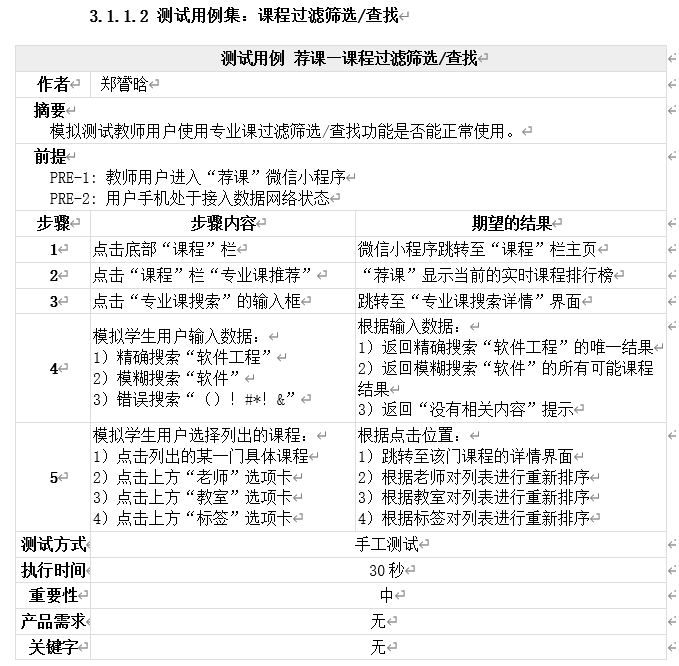 3.1.1.2 测试用例集：课程过滤筛选/查找
测试用例 荐课—课程过滤筛选/查找
作者 郑膂晗
摘要
模拟测试教师用户使用专业课过滤筛选/查找功能是否能正常使用。
前提
PRE-1: 教师用户进入“荐课”微信小程序
PRE-2: 用户手机处于接入数据网络状态
步骤 步骤内容 期望的结果
1 点击底部“课程”栏 微信小程序跳转至“课程”栏主页
2 点击“课程”栏“专业课推荐” “荐课”显示当前的实时课程排行榜
3 点击“专业课搜索”的输入框 跳转至“专业课搜索详情”界面
4
模拟学生用户输入数据：
1）精确搜索“软件工程”
2）模糊搜索“软件”
3）错误搜索“（）！#*！&”
根据输入数据：
1）返回精确搜索“软件工程”的唯一结果
2）返回模糊搜索“软件”的所有可能课程
结果
3）返回“没有相关内容”提示
5
模拟学生用户选择列出的课程：
1）点击列出的某一门具体课程
2）点击上方“老师”选项卡
3）点击上方“教室”选项卡
4）点击上方“标签”选项卡
根据点击位置：
1）跳转至该门课程的详情界面
2）根据老师对列表进行重新排序
3）根据教室对列表进行重新排序
4）根据标签对列表进行重新排序
测试方式 手工测试
执行时间 30 秒
重要性 中
产品需求 无
关键字 无